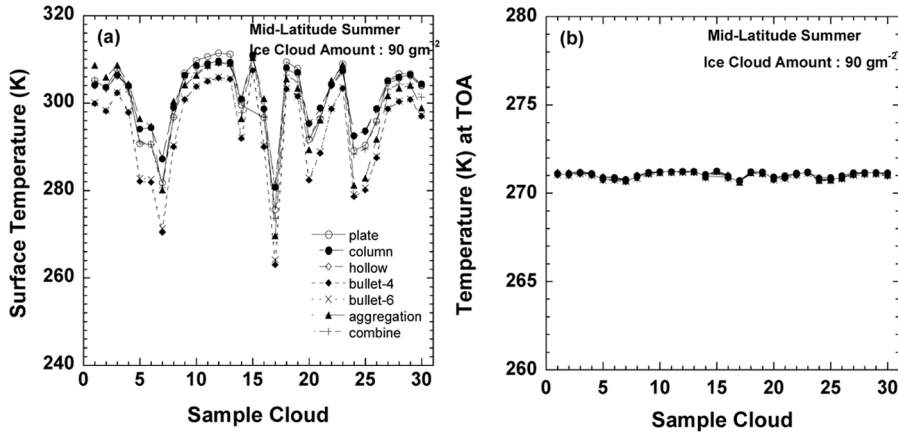 (a)
Mid-Latitude Summer
Ice Cloud Amount : 90 gm-2
320
310
300
280
260
240
0
5
10
15
20
25
30
Surface Temperature (K)
Sample Cloud
plate
column
hollow
bullet-4
bullet-6
aggregation
combine
(b)
Mid-Latitude Summer
Ice Cloud Amount : 90 gm-2
280
275
270
265
260
0
5
10
15
20
25
30
Temperature (K) at TOA
Sample Cloud